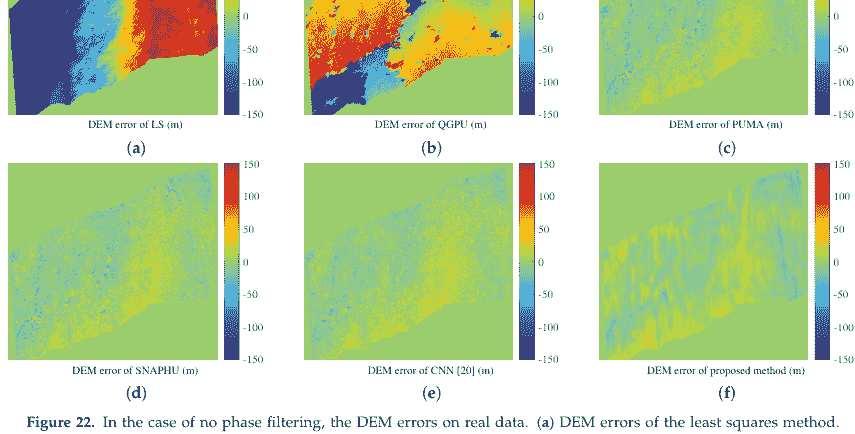 0
-50
-100
-150
0
-50
-100
-150
0
-50
-100
-150
DEM error of LS (m)
DEM error of QGPU (m)
DEM error of PUMA (m)
(a)
(b)
(c)
150
100
50
0
-50
-100
-150
150
100
50
0
-50
-100
-150
150
100
50
0
-50
-100
-150
DEM error of SNAPHU (m)
DEM error of CNN [20] (m)
DEM error of proposed method (m)
(d)
(e)
(f)
Figure 22. In the case of no phase filtering, the DEM errors on real data. (a) DEM errors of the least squares method.